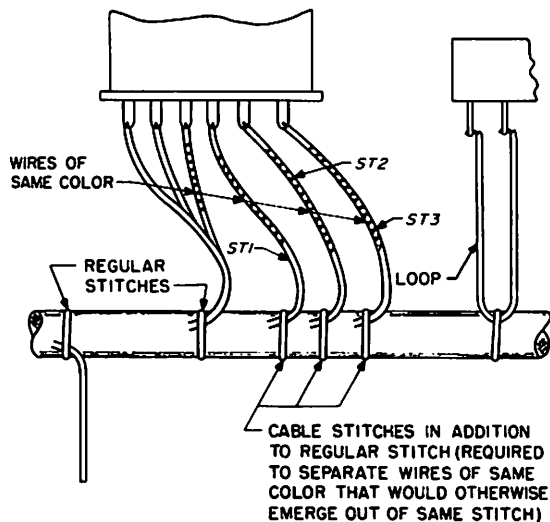 WIRES OF
SAME COLOR
ST2
ST3
ST1
LOOP
REGULAR
STITCHES
CABLE STITCHES IN ADDITION
TO REGULAR STITCH (REQUIRED
TO SEPARATE WIRES OF SAME
COLOR THAT WOULD OTHERWISE
EMERGE OUT OF SAME STITCH)